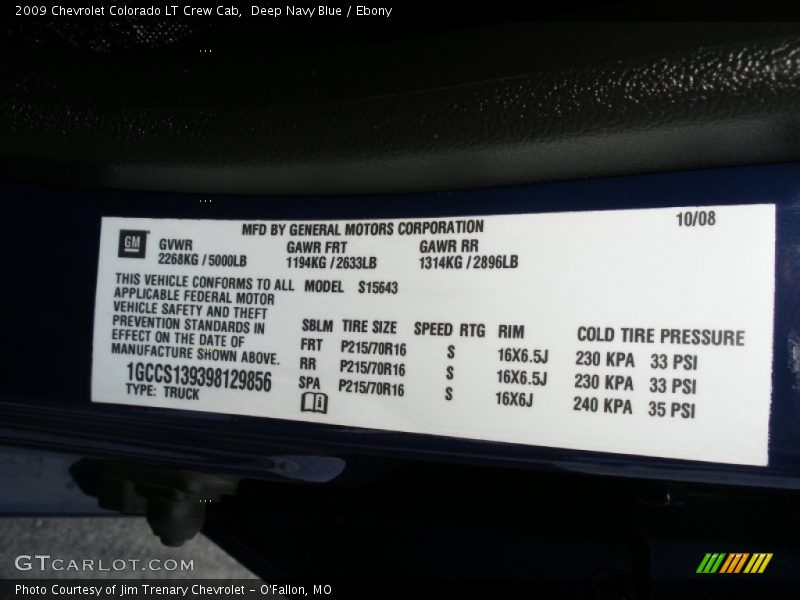 2009 Chevrolet Colorado LT Crew Cab,  Deep Navy Blue / Ebony
10/08
MFD BY GENERAL MOTORS CORPORATION
GM
GVWR GAWR FRT GAWR RR
2268KG / 5000LB 1194KG / 2633LB 1314KG / 2896LB
THIS VEHICLE CONFORMS TO ALL MODEL S15643
APPLICABLE FEDERAL MOTOR
VEHICLE SAFETY AND THEFT
PREVENTION STANDARDS IN
EFFECT ON THE DATE OF
MANUFACTURE SHOWN ABOVE.
1GCCS139398129856
TYPE: TRUCK
SBLM TIRE SIZE SPEED RTG RIM COLD TIRE PRESSURE
FRT P215/70R16 S 16X6.5J 230 KPA 33 PSI
RR P215/70R16 S 16X6.5J 230 KPA 33 PSI
SPA P215/70R16 S 16X6J 240 KPA 35 PSI
GTCARLOT.COM
Photo Courtesy of Jim Trenary Chevrolet - O'Fallon, MO